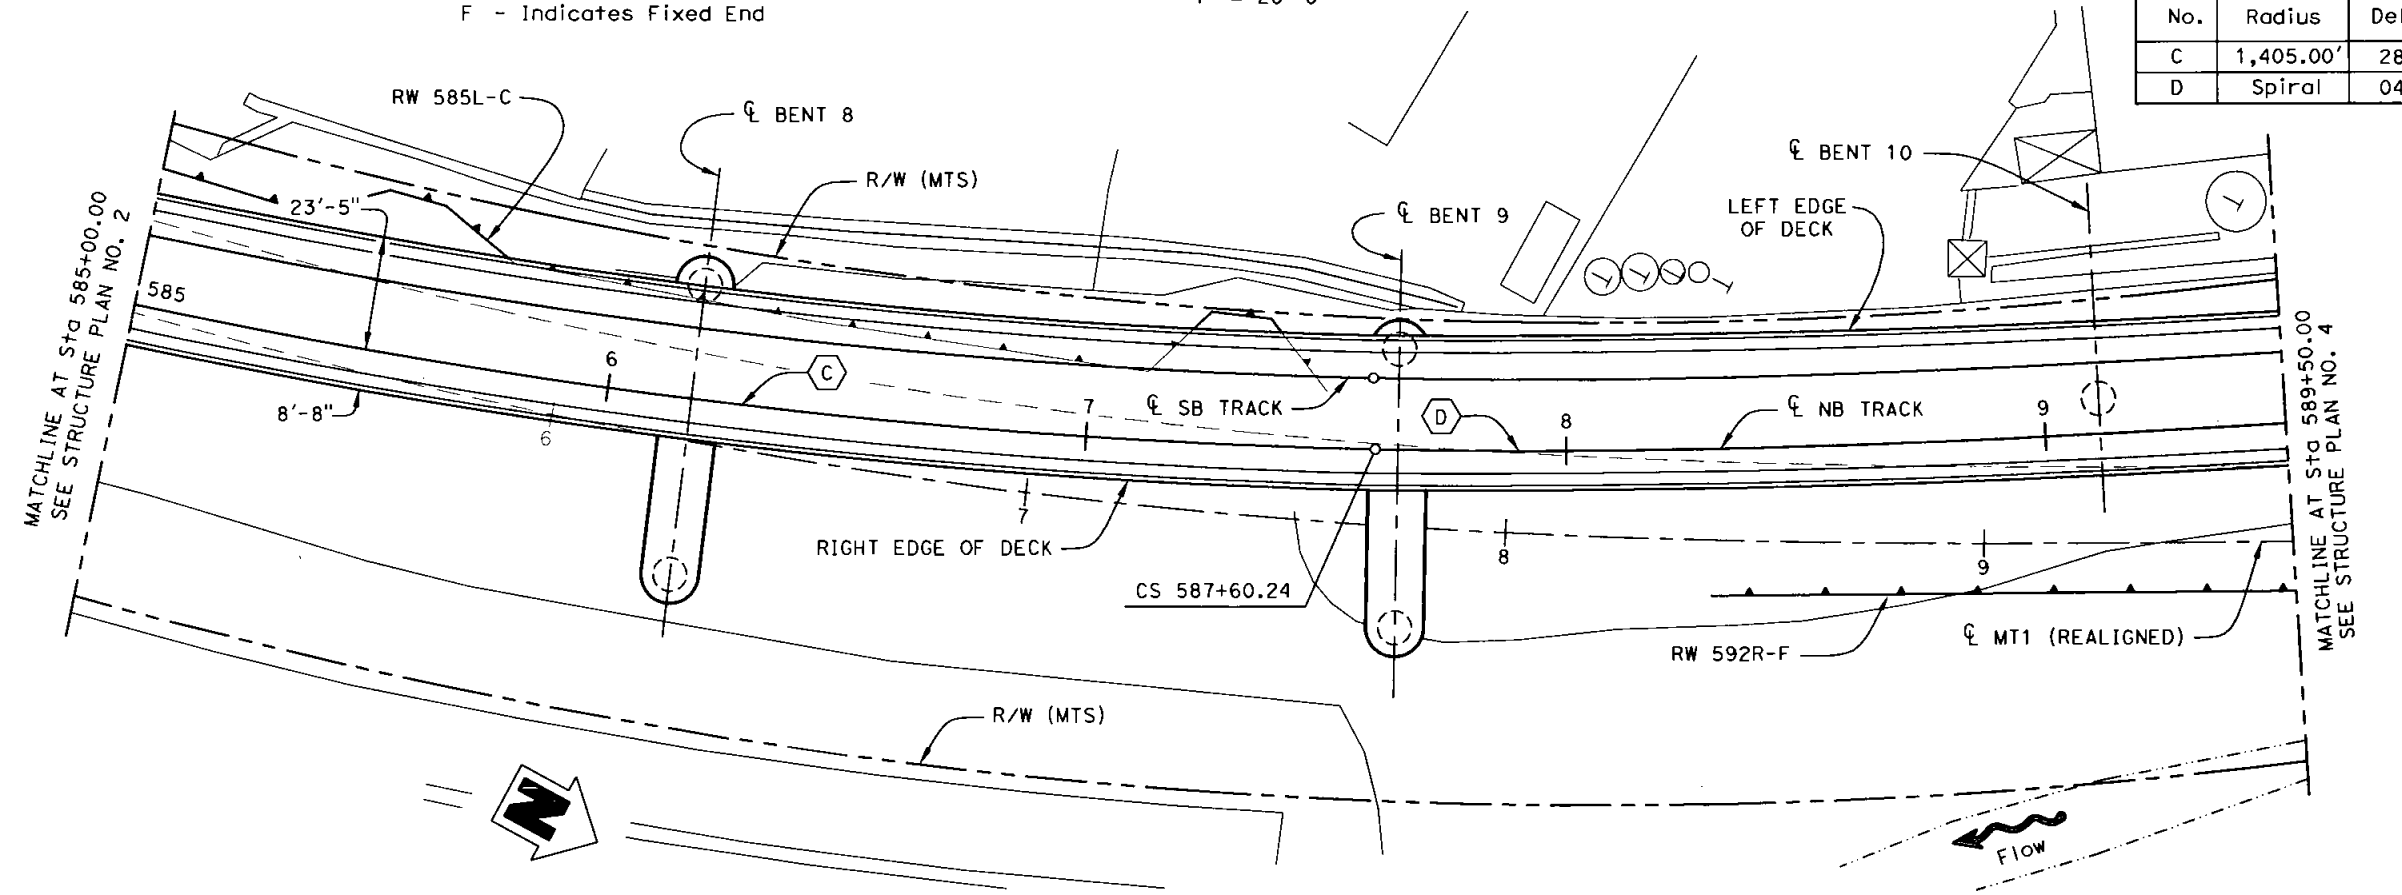 F - Indicates Fixed End
No. Radius
C 1,405.00' 28
D Spiral 04
RW 585L-C
℄ BENT 8
R/W (MTS)
℄ BENT 9
℄ BENT 10
LEFT EDGE
OF DECK
MATCHLINE AT Sta 585+00.00
SEE STRUCTURE PLAN NO. 2
23'-5"
585
8'-8"
6
6
C
7
7
℄ SB TRACK
D
8
8
℄ NB TRACK
9
9
RIGHT EDGE OF DECK
CS 587+60.24
RW 592R-F
℄ MT1 (REALIGNED)
MATCHLINE AT Sta 589+50.00
SEE STRUCTURE PLAN NO. 4
R/W (MTS)
N
Flow